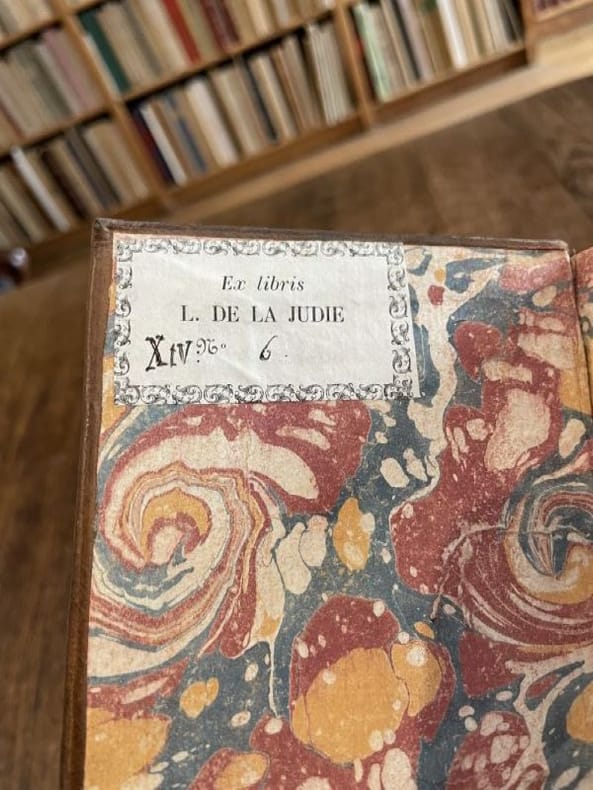 Ex libris
L. DE LA JUDIE
XIV. No 6.